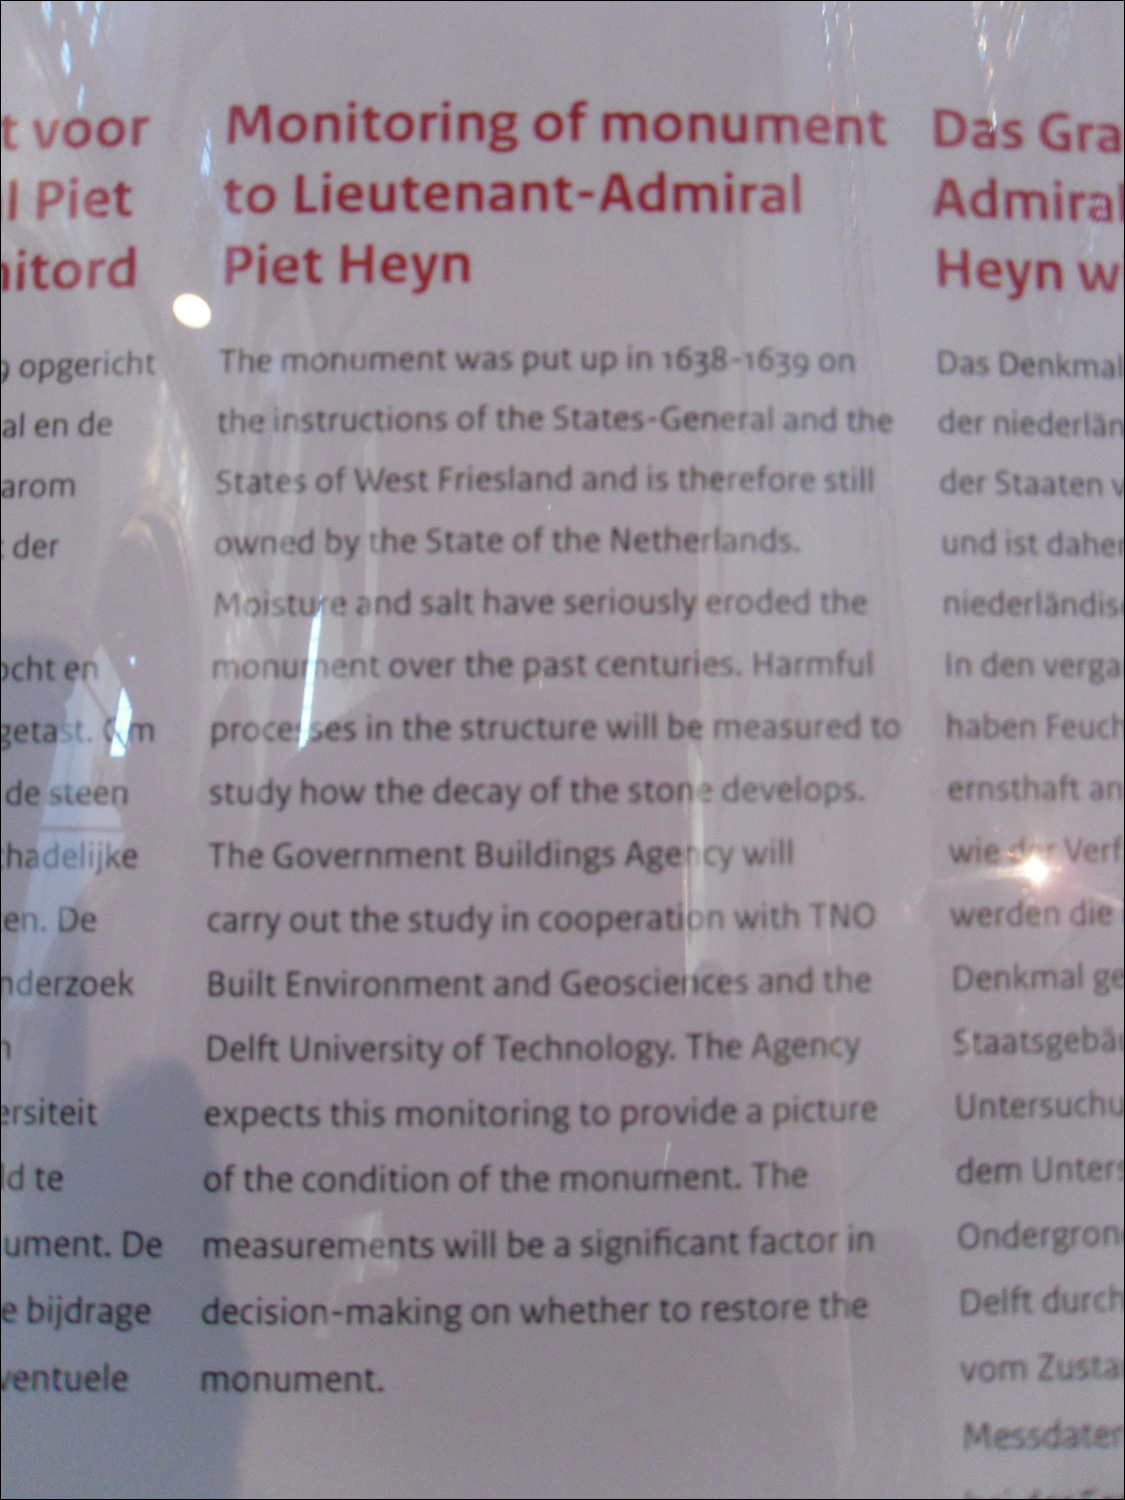 t voor
l Piet
nitord
9 opgericht
al en de
arom
t der
ocht en
getast. Om
de steen
hadelijke
en. De
nderzoek
n
ersiteit
ld te
ument. De
e bijdrage
ventuele
Monitoring of monument
to Lieutenant-Admiral
Piet Heyn
The monument was put up in 1638-1639 on
the instructions of the States-General and the
States of West Friesland and is therefore still
owned by the State of the Netherlands.
Moisture and salt have seriously eroded the
monument over the past centuries. Harmful
processes in the structure will be measured to
study how the decay of the stone develops.
The Government Buildings Agency will
carry out the study in cooperation with TNO
Built Environment and Geosciences and the
Delft University of Technology. The Agency
expects this monitoring to provide a picture
of the condition of the monument. The
measurements will be a significant factor in
decision-making on whether to restore the
monument.
Das Gra
Admiral
Heyn w
Das Denkmal
der niederlän
der Staaten v
und ist daher
niederländis
In den verga
haben Feuch
ernsthaft an
wie der Verf
werden die
Denkmal ge
Staatsgebäu
Untersuchu
dem Unters
Ondergron
Delft durch
vom Zusta
Messdaten